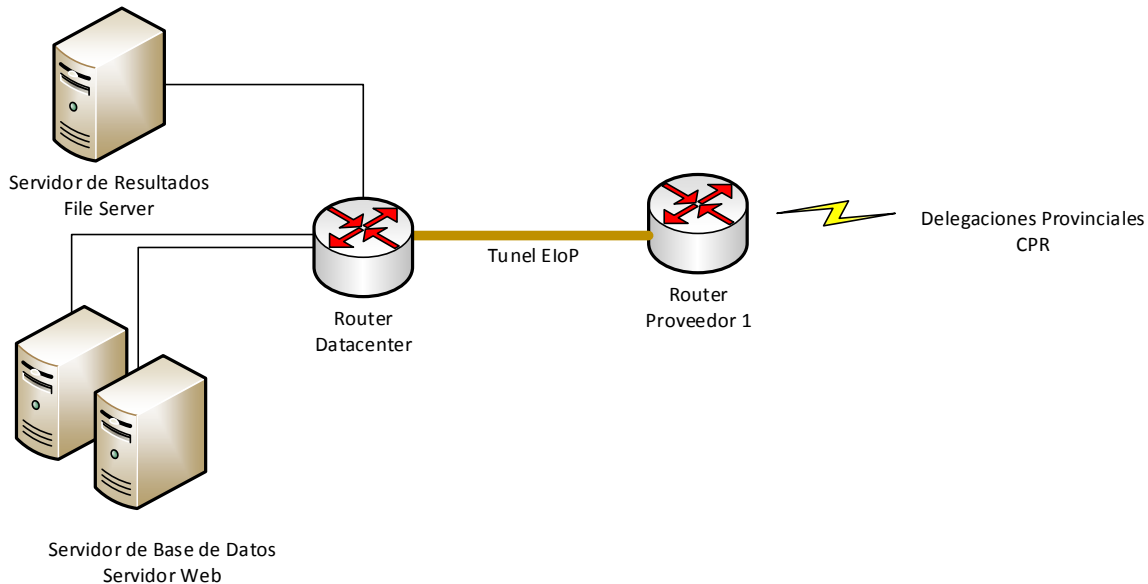 Servidor de Resultados
File Server
Tunel EIoP
Delegaciones Provinciales
CPR
Router
Datacenter
Router
Proveedor 1
Servidor de Base de Datos
Servidor Web